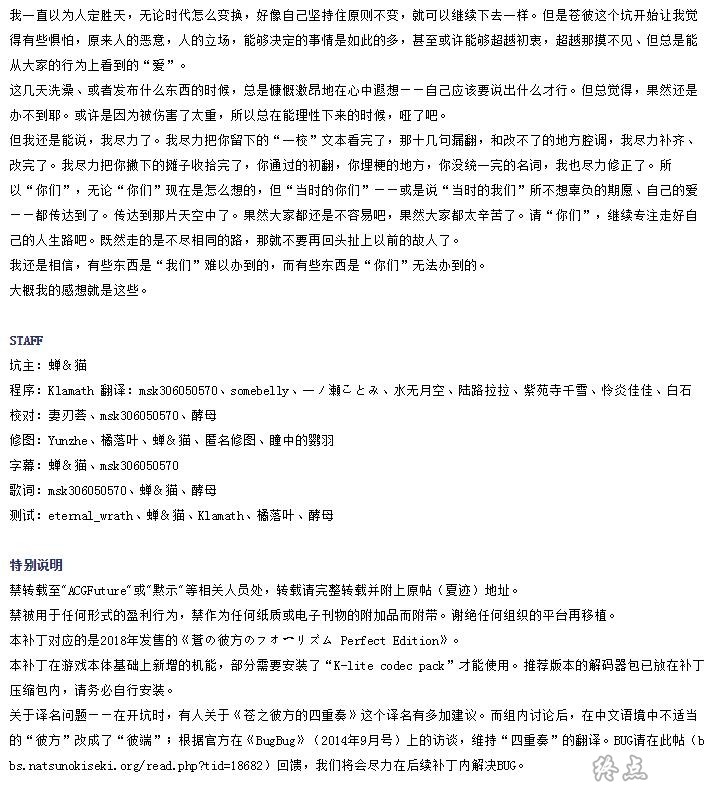 我一直以为人定胜天，无论时代怎么变换，好像自己坚持住原则不变，就可以继续下去一样。但是苍彼这个坑开始让我觉
得有些惧怕，原来人的恶意，人的立场，能够决定的事情是如此的多，甚至或许能够超越初衷，超越那摸不见、但总是能
从大家的行为上看到的“爱”。
这几天洗澡、或者发布什么东西的时候，总是慷慨激昂地在心中遐想——自己应该要说出什么才行。但总觉得，果然还是
办不到耶。或许是因为被伤害了太重，所以总在能理性下来的时候，哑了吧。
但我还是能说，我尽力了。我尽力把你留下的“一校”文本看完了，那十几句漏翻，和改不了的地方腔调，我尽力补齐、
改完了。我尽力把你撇下的摊子收拾完了，你通过的初翻，你埋梗的地方，你没统一完的名词，我也尽力修正了。所
以“你们”，无论“你们”现在是怎么想的，但“当时的你们”——或是说“当时的我们”所不想辜负的期愿、自己的爱
——都传达到了。传达到那片天空中了。果然大家都还是不容易吧，果然大家都太辛苦了。请“你们”，继续专注走好自
己的人生路吧。既然走的是不尽相同的路，那就不要再回头扯上以前的故人了。
我还是相信，有些东西是“我们”难以办到的，而有些东西是“你们”无法办到的。
大概我的感想就是这些。
STAFF
坑主：蝉＆猫
程序：Klamath 翻译：msk306050570、somebelly、一ノ瀬ことみ、水无月空、陆路拉拉、紫苑寺千雪、怜炎佳佳、白石
校对：妻刃荟、msk306050570、酵母
修图：Yunzhe、橘落叶、蝉＆猫、匿名修图、瞳中的鹦羽
字幕：蝉＆猫、msk306050570
歌词：msk306050570、蝉＆猫、酵母
测试：eternal_wrath、蝉＆猫、Klamath、橘落叶、酵母
特别说明
禁转载至"ACGFuture"或"默示"等相关人员处，转载请完整转载并附上原帖（夏迹）地址。
禁被用于任何形式的盈利行为，禁作为任何纸质或电子刊物的附加品而附带。谢绝任何组织的平台再移植。
本补丁对应的是2018年发售的《蒼の彼方のフォーリズム Perfect Edition》。
本补丁在游戏本体基础上新增的机能，部分需要安装了“K-lite codec pack”才能使用。推荐版本的解码器包已放在补丁
压缩包内，请务必自行安装。
关于译名问题——在开坑时，有人关于《苍之彼方的四重奏》这个译名有多加建议。而组内讨论后，在中文语境中不适当
的“彼方”改成了“彼端”；根据官方在《BugBug》（2014年9月号）上的访谈，维持“四重奏”的翻译。BUG请在此帖（b
bs.natsunokiseki.org/read.php?tid=18682）回馈，我们将会尽力在后续补丁内解决BUG。
终点